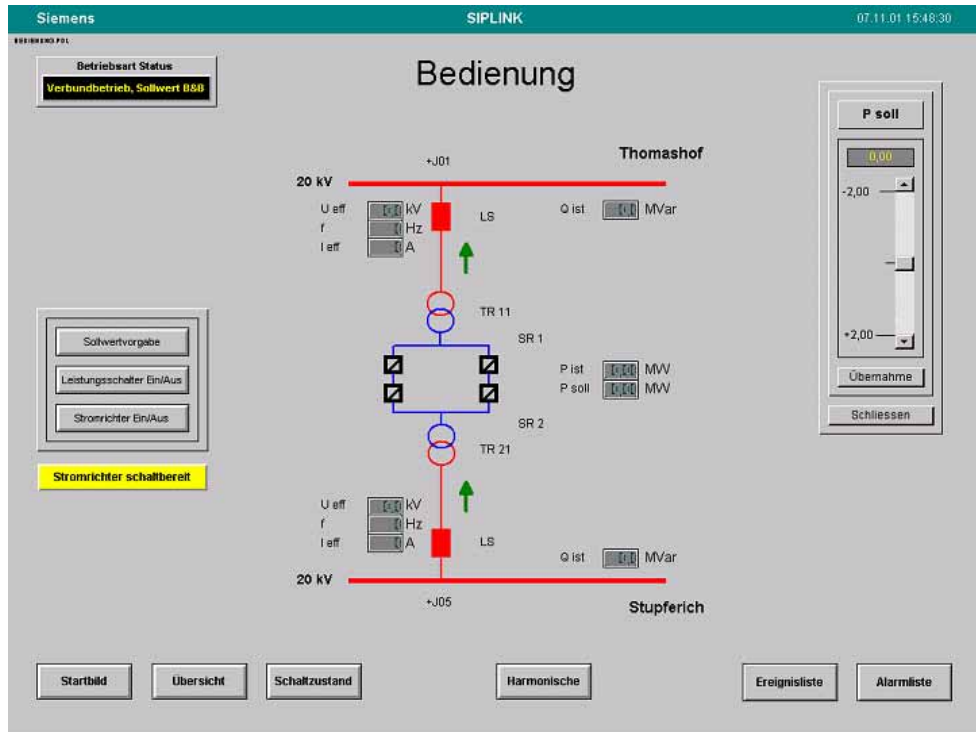 Siemens SIPLINK 07.11.01 15:48:30
BEDIENUNG.PDL
Betriebsart Status
Verbundbetrieb, Sollwert B&B
Bedienung
P soll
0,00
-2,00
+2,00
Übernahme
Schliessen
+J01
Thomashof
20 kV
U eff kV
f Hz
I eff A
LS
Q ist MVar
TR 11
SR 1
Sollwertvorgabe
Leistungsschalter Ein/Aus
Stromrichter Ein/Aus
P ist MW
P soll MW
SR 2
TR 21
Stromrichter schaltbereit
U eff kV
f Hz
I eff A
LS
Q ist MVar
20 kV
+J05
Stupferich
Startbild Übersicht Schaltzustand Harmonische Ereignisliste Alarmliste